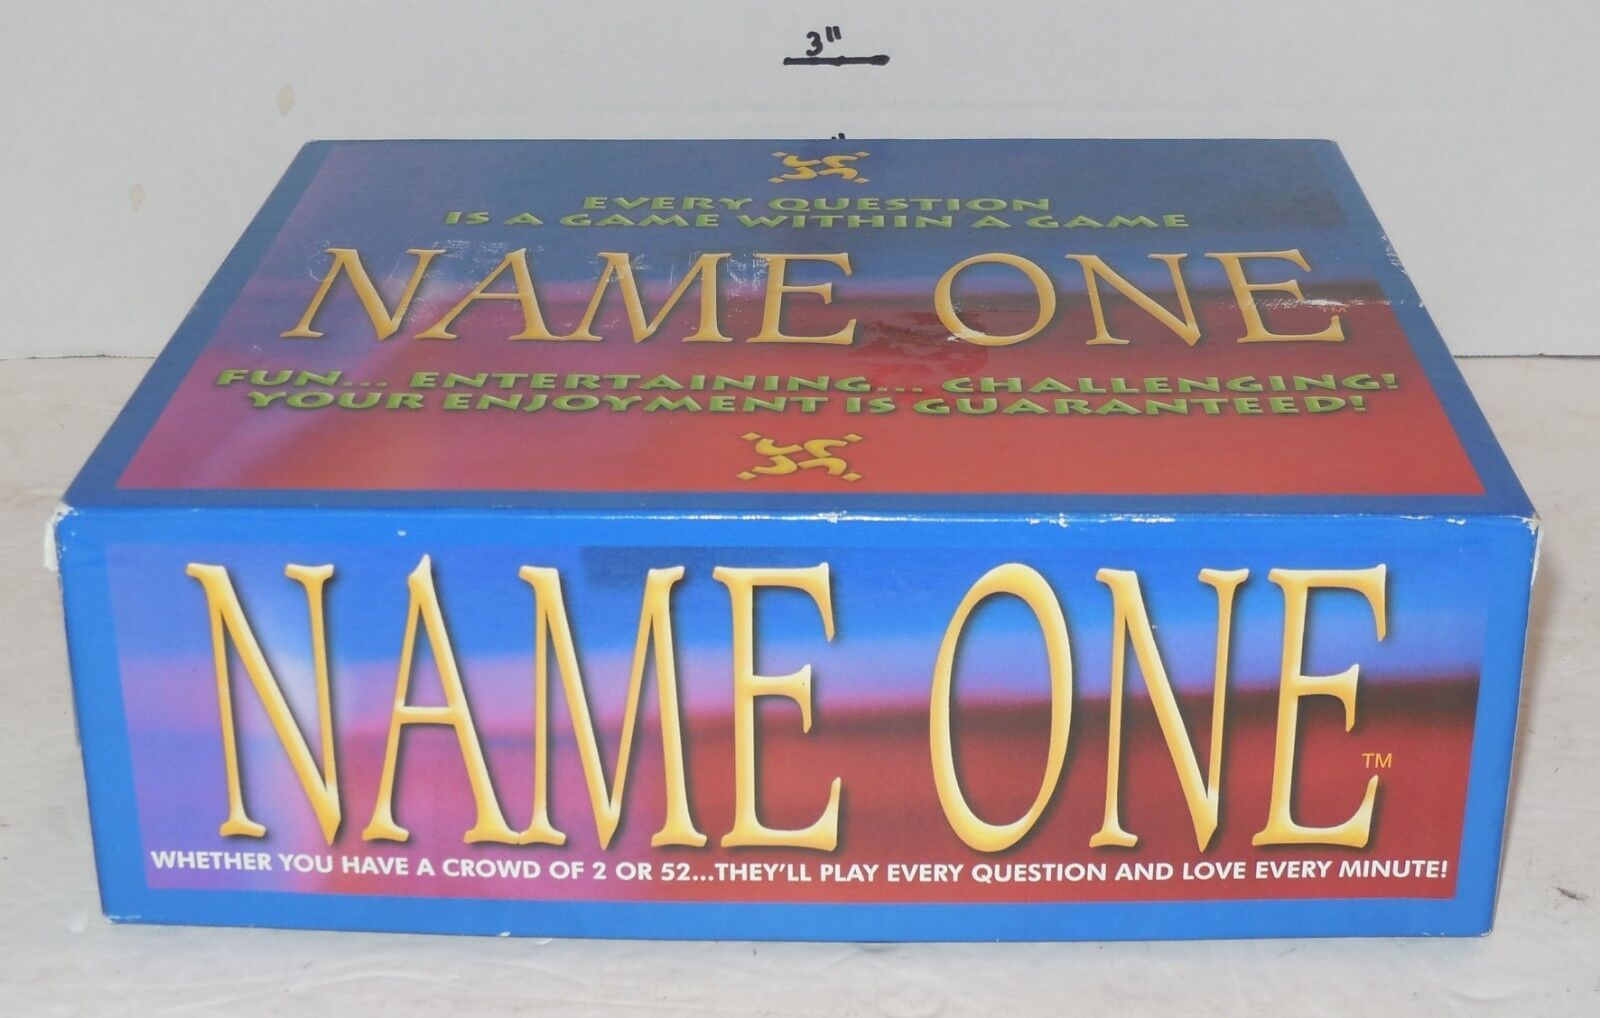 3"
EVERY QUESTION
IS A GAME WITHIN A GAME
NAME ONE
TM
FUN... ENTERTAINING... CHALLENGING!
YOUR ENJOYMENT IS GUARANTEED!
NAME ONE
TM
WHETHER YOU HAVE A CROWD OF 2 OR 52...THEY'LL PLAY EVERY QUESTION AND LOVE EVERY MINUTE!